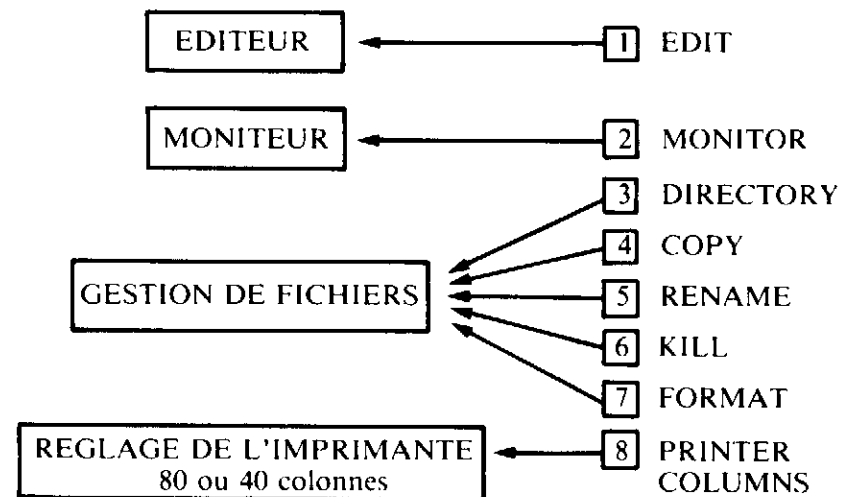 EDITEUR
1 EDIT
MONITEUR
2 MONITOR
3 DIRECTORY
4 COPY
GESTION DE FICHIERS
5 RENAME
6 KILL
7 FORMAT
REGLAGE DE L'IMPRIMANTE
80 ou 40 colonnes
8 PRINTER
COLUMNS